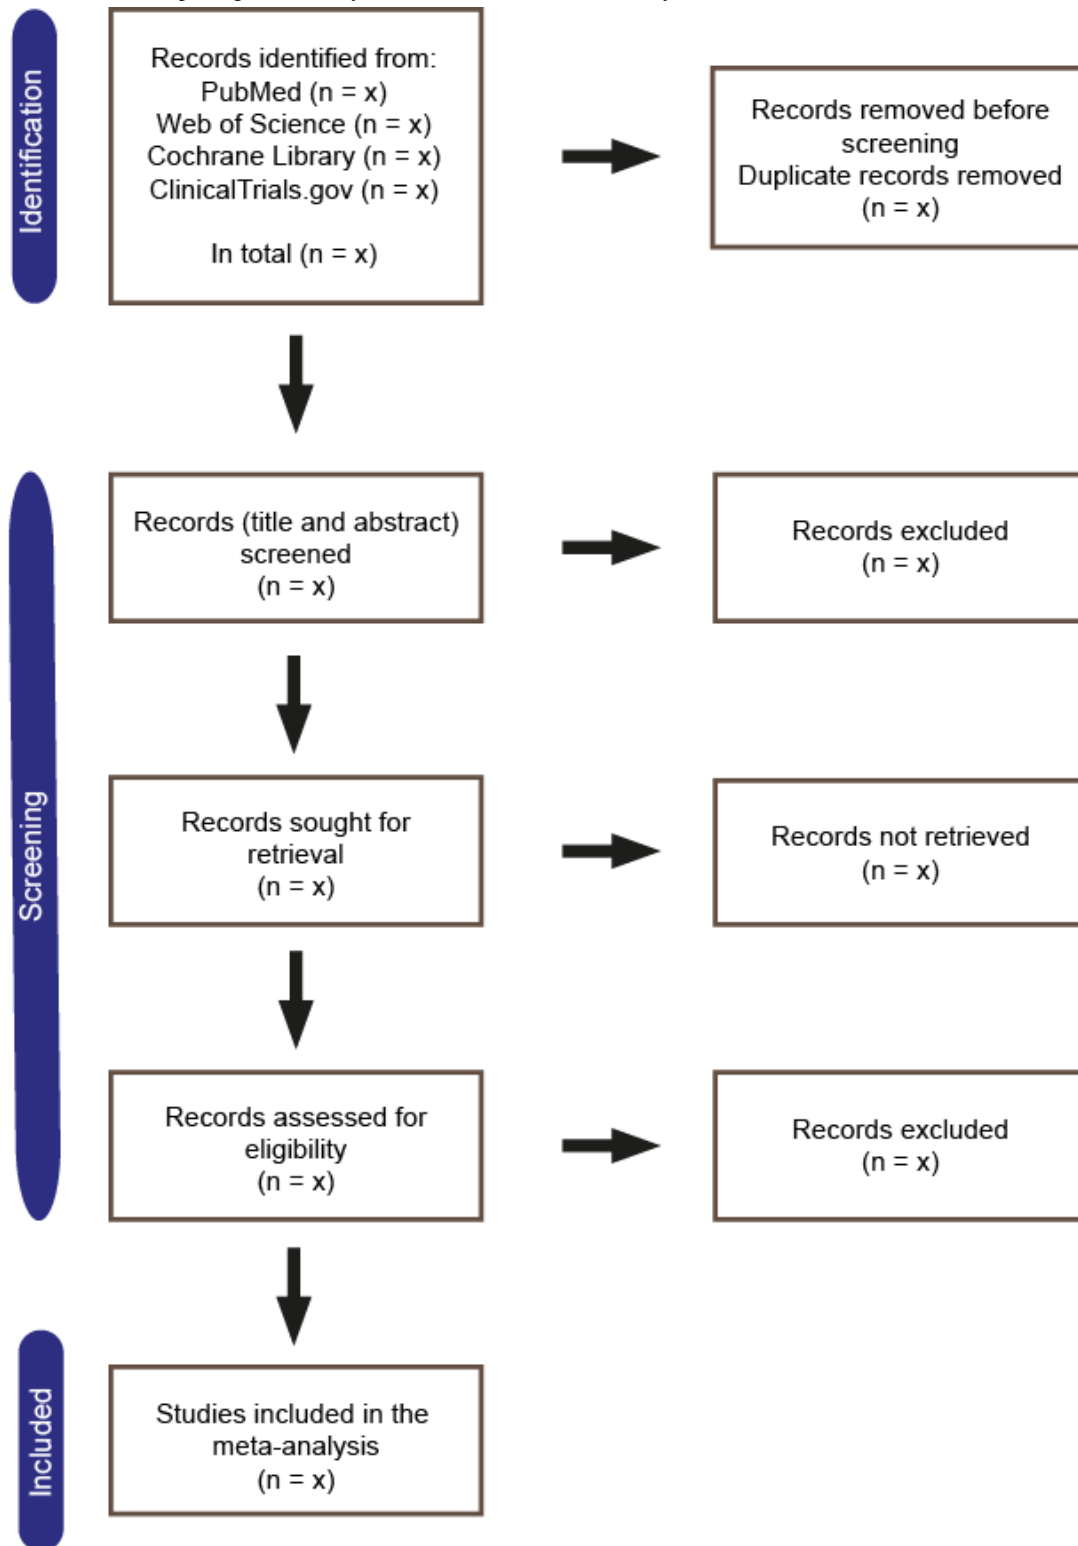 Identification
Records identified from:
PubMed (n = x)
Web of Science (n = x)
Cochrane Library (n = x)
ClinicalTrials.gov (n = x)
In total (n = x)
Records removed before
screening
Duplicate records removed
(n = x)
Screening
Records (title and abstract)
screened
(n = x)
Records excluded
(n = x)
Records sought for
retrieval
(n = x)
Records not retrieved
(n = x)
Records assessed for
eligibility
(n = x)
Records excluded
(n = x)
Included
Studies included in the
meta-analysis
(n = x)